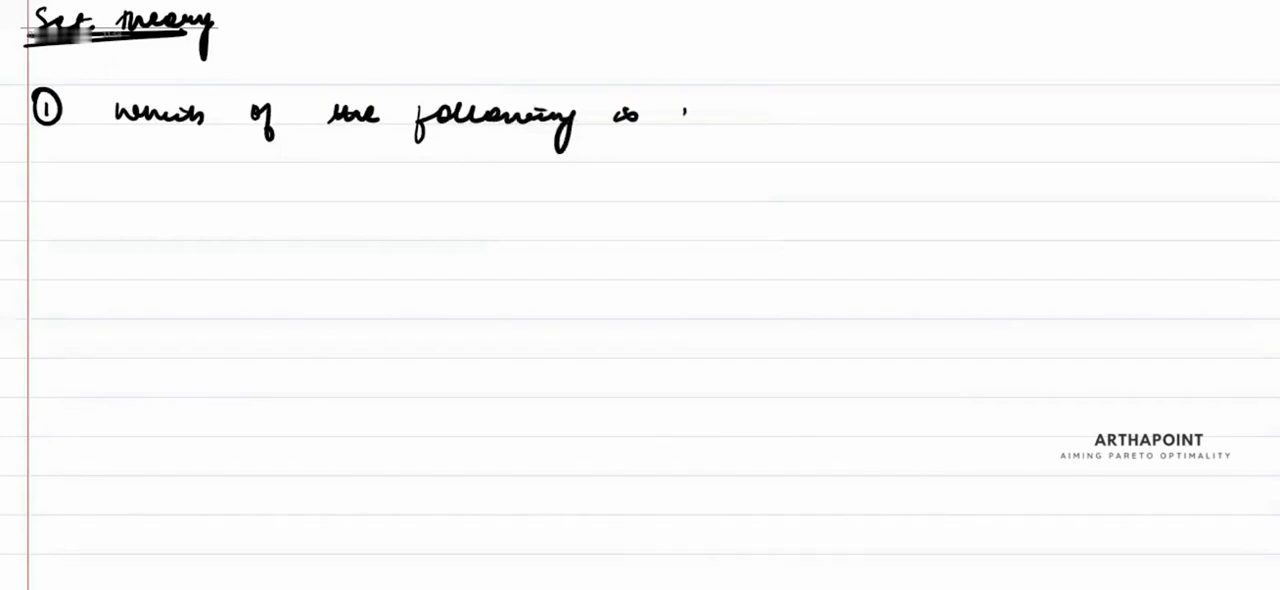 Set theory
① which of the following is
ARTHAPOINT
AIMING PARETO OPTIMALITY